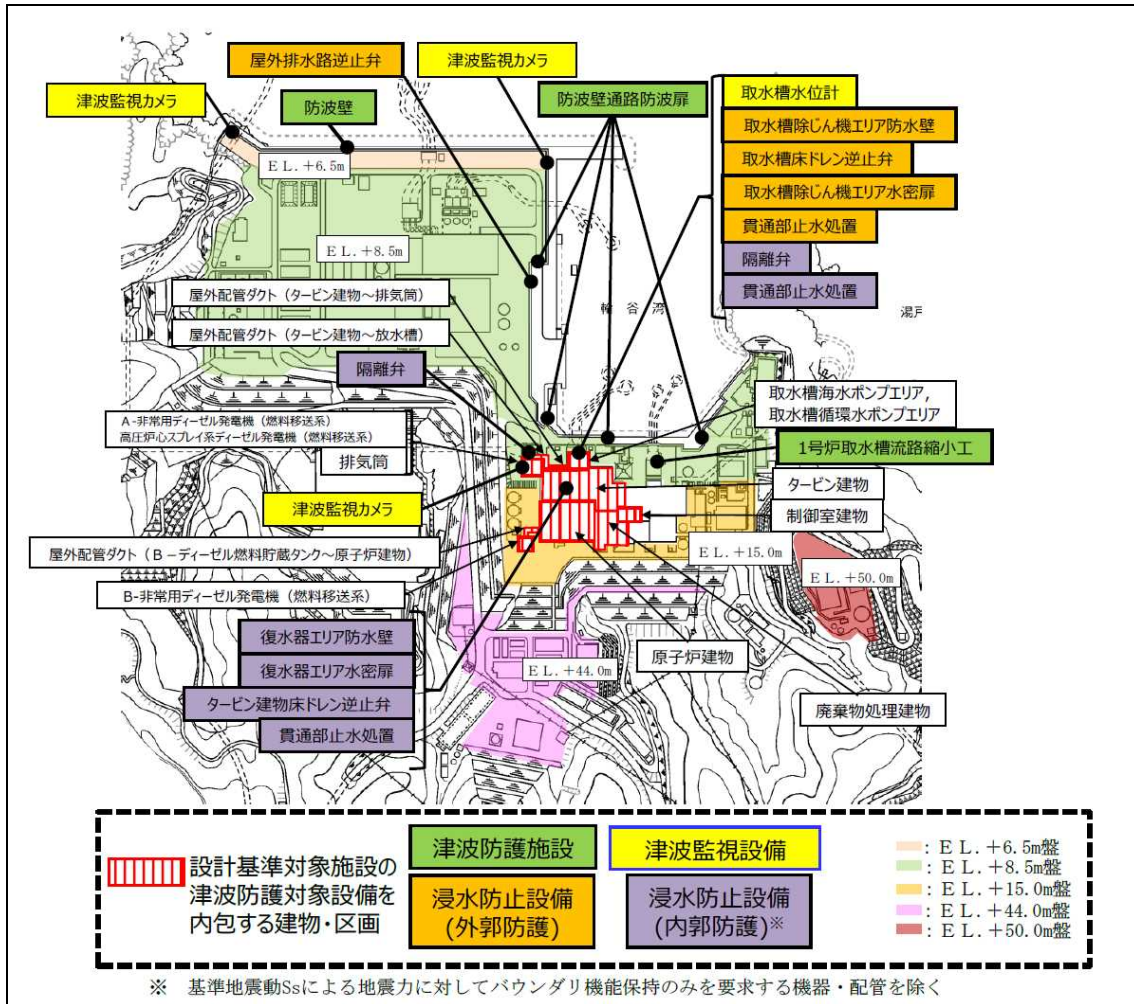 屋外排水路逆止弁
津波監視カメラ
津波監視カメラ
防波壁
防波壁通路防波扉
取水槽水位計
取水槽除じん機エリア防水壁
取水槽床ドレン逆止弁
取水槽除じん機エリア水密扉
貫通部止水処置
隔離弁
貫通部止水処置
ＥＬ.＋6.5m
ＥＬ.＋8.5m
輪谷湾
湯戸
屋外配管ダクト（タービン建物～排気筒）
屋外配管ダクト（タービン建物～放水槽）
隔離弁
取水槽海水ポンプエリア，
取水槽循環水ポンプエリア
A-非常用ディーゼル発電機（燃料移送系）
高圧炉心スプレイ系ディーゼル発電機（燃料移送系）
排気筒
1号炉取水槽流路縮小工
津波監視カメラ
タービン建物
制御室建物
屋外配管ダクト（Ｂ－ディーゼル燃料貯蔵タンク～原子炉建物）
ＥＬ.＋15.0m
ＥＬ.＋50.0m
B-非常用ディーゼル発電機（燃料移送系）
復水器エリア防水壁
復水器エリア水密扉
タービン建物床ドレン逆止弁
貫通部止水処置
原子炉建物
ＥＬ.＋44.0m
廃棄物処理建物
設計基準対象施設の
津波防護対象設備を
内包する建物・区画
津波防護施設
津波監視設備
浸水防止設備
(外郭防護)
浸水防止設備
(内郭防護)※
：ＥＬ.＋6.5m盤
：ＥＬ.＋8.5m盤
：ＥＬ.＋15.0m盤
：ＥＬ.＋44.0m盤
：ＥＬ.＋50.0m盤
※　基準地震動Ssによる地震力に対してバウンダリ機能保持のみを要求する機器・配管を除く